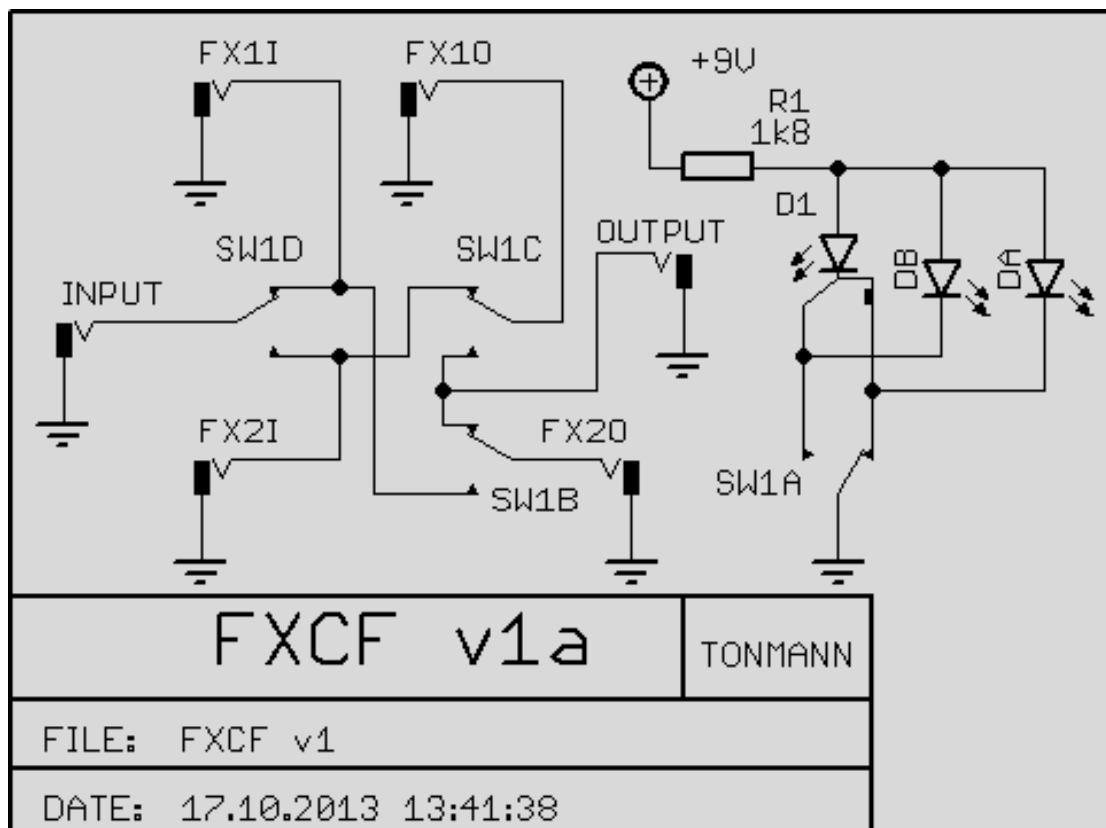 FX1I
FX1O
+9V
R1
1k8
D1
SW1D
SW1C
OUTPUT
DB
DA
INPUT
FX2I
FX2O
SW1B
SW1A
FXCF v1a
TONMANN
FILE: FXCF v1
DATE: 17.10.2013 13:41:38